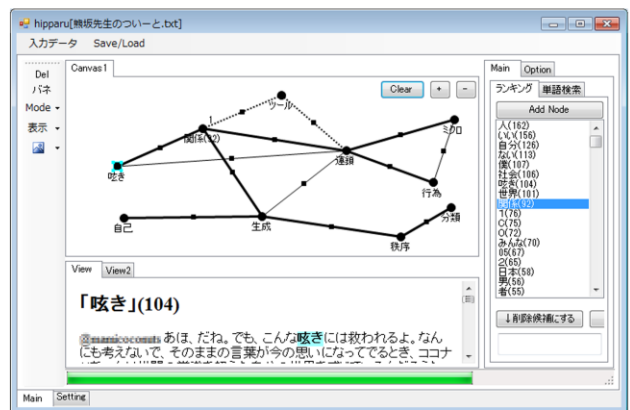 hipparu[熊坂先生のついーと.txt]
入力データ Save/Load
Del
バネ
Mode
表示
Canvas1
Clear + -
ツール
1
関係(92)
ミクロ
連鎖
呟き
行為
自己
生成
分類
秩序
View View2
「呟き」(104)
@mamicoconuts あほ、だね。でも、こんな呟きには救われるよ。なん
にも考えないで、そのままの言葉が今の思いになってでるとき、ココナ
Main Option
ランキング 単語検索
Add Node
人(162)
いい(156)
自分(126)
ない(113)
僕(107)
社会(106)
呟き(104)
世界(101)
関係(92)
1(76)
C(75)
O(72)
みんな(70)
05(67)
2(65)
日本(58)
男(56)
者(55)
↓削除候補にする
Main Setting